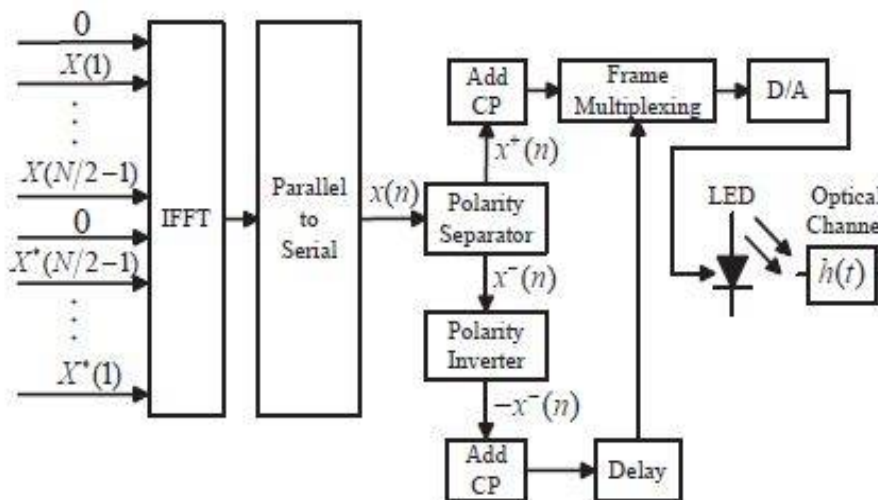 0
X(1)
⋮
X(N/2−1)
0
X*(N/2−1)
⋮
X*(1)
IFFT
Parallel
to
Serial
x(n)
Add
CP
x⁺(n)
Polarity
Separator
x⁻(n)
Polarity
Inverter
−x⁻(n)
Add
CP
Delay
Frame
Multiplexing
D/A
LED
Optical
Channel
h(t)